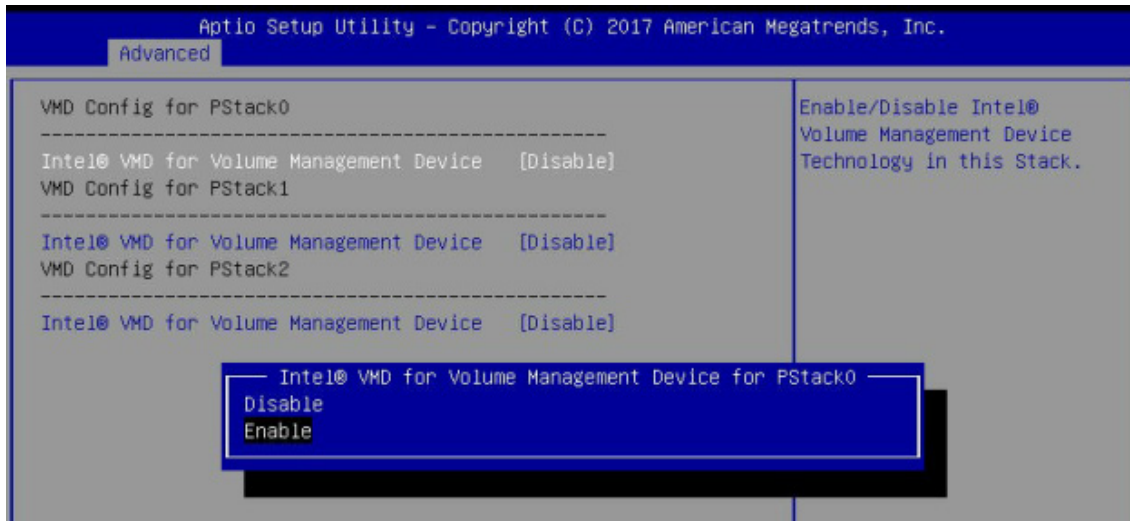 Aptio Setup Utility – Copyright (C) 2017 American Megatrends, Inc.
Advanced
VMD Config for PStack0
------------------------------------------------------
Intel® VMD for Volume Management Device [Disable]
VMD Config for PStack1
------------------------------------------------------
Intel® VMD for Volume Management Device [Disable]
VMD Config for PStack2
------------------------------------------------------
Intel® VMD for Volume Management Device [Disable]
Enable/Disable Intel®
Volume Management Device
Technology in this Stack.
Intel® VMD for Volume Management Device for PStack0
Disable
Enable